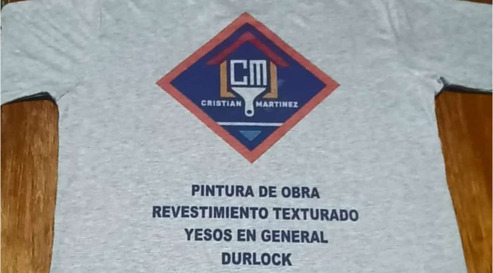 CM
CRISTIAN MARTINEZ
PINTURA DE OBRA
REVESTIMIENTO TEXTURADO
YESOS EN GENERAL
DURLOCK